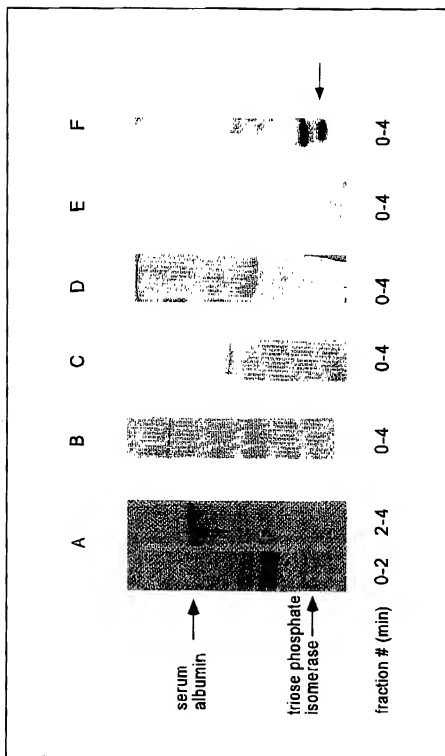 A B C D E F
serum
albumin
triose phosphate
isomerase
fraction # (min) 0-2 2-4 0-4 0-4 0-4 0-4 0-4